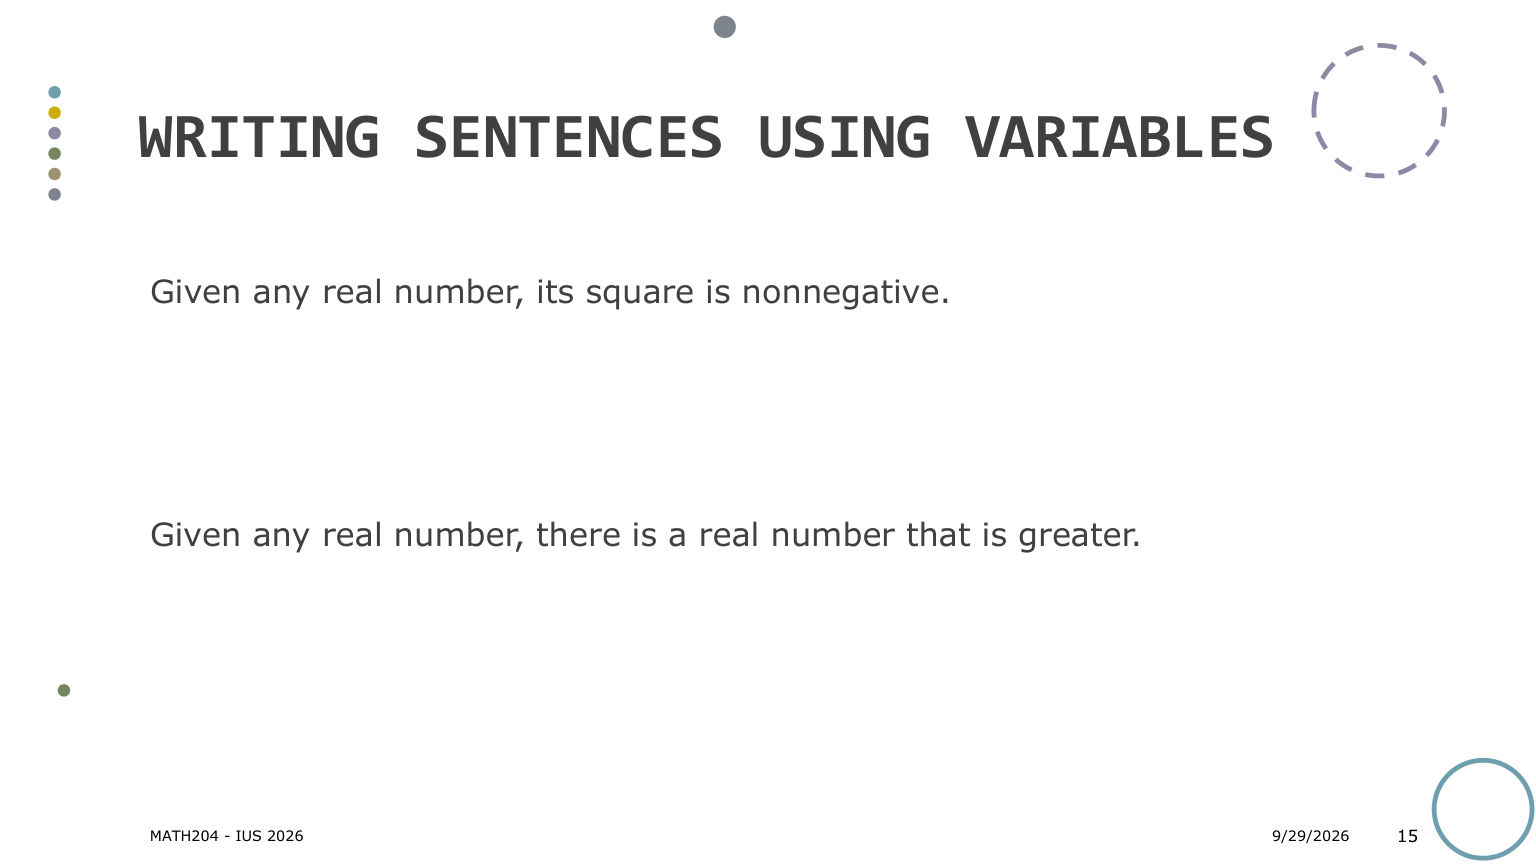 WRITING SENTENCES USING VARIABLES
Given any real number, its square is nonnegative.
Given any real number, there is a real number that is greater.
MATH204 - IUS 2026
9/29/2026
15